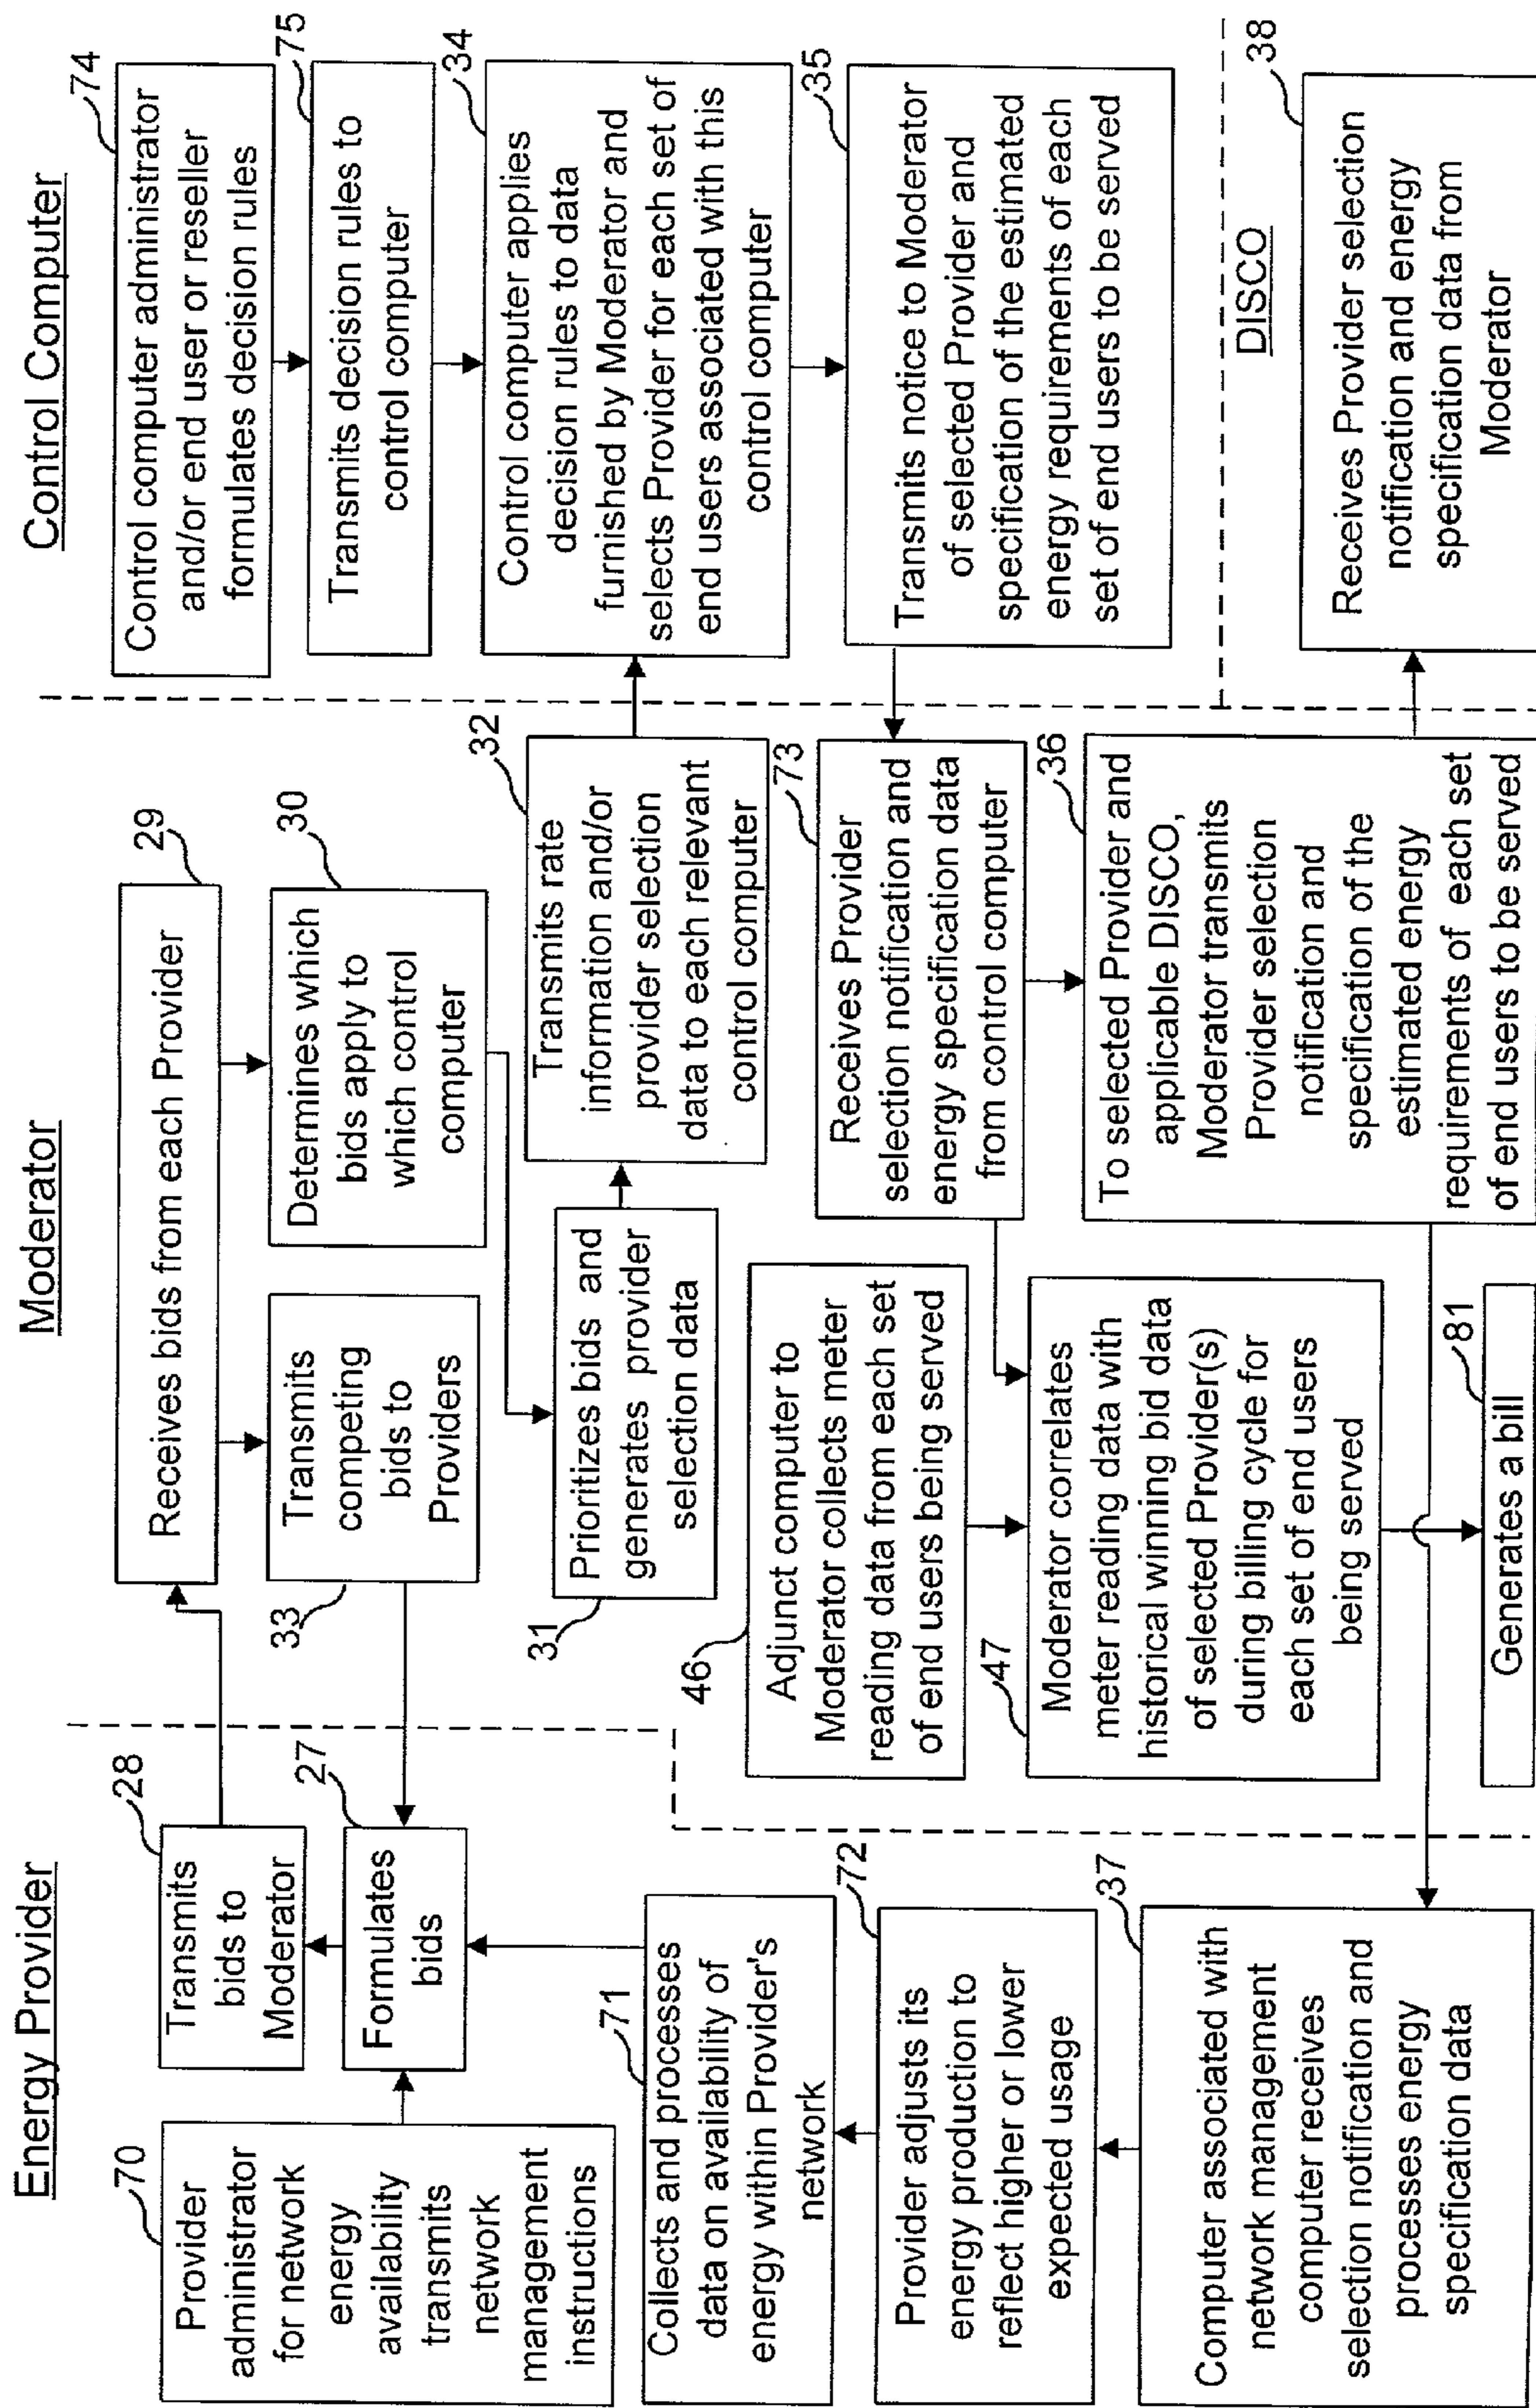 Energy Provider
70
Provider
administrator
for network
energy
availability
transmits
network
management
instructions
28
Transmits
bids to
Moderator
27
Formulates
bids
71
Collects and processes
data on availability of
energy within Provider's
network
72
Provider adjusts its
energy production to
reflect higher or lower
expected usage
37
Computer associated with
network management
computer receives
selection notification and
processes energy
specification data
Moderator
29
Receives bids from each Provider
33
Transmits
competing
bids to
Providers
30
Determines which
bids apply to
which control
computer
31
Prioritizes bids and
generates provider
selection data
32
Transmits rate
information and/or
provider selection
data to each relevant
control computer
46
Adjunct computer to
Moderator collects meter
reading data from each set
of end users being served
73
Receives Provider
selection notification and
energy specification data
from control computer
47
Moderator correlates
meter reading data with
historical winning bid data
of selected Provider(s)
during billing cycle for
each set of end users
being served
36
To selected Provider and
applicable DISCO,
Moderator transmits
Provider selection
notification and
specification of the
estimated energy
requirements of each set
of end users to be served
81
Generates a bill
Control Computer
74
Control computer administrator
and/or end user or reseller
formulates decision rules
75
Transmits decision rules to
control computer
34
Control computer applies
decision rules to data
furnished by Moderator and
selects Provider for each set of
end users associated with this
control computer
35
Transmits notice to Moderator
of selected Provider and
specification of the estimated
energy requirements of each
set of end users to be served
DISCO
38
Receives Provider selection
notification and energy
specification data from
Moderator